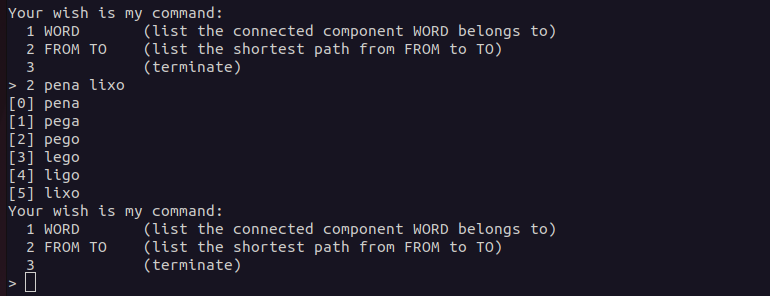 Your wish is my command:
  1 WORD       (list the connected component WORD belongs to)
  2 FROM TO    (list the shortest path from FROM to TO)
  3            (terminate)
> 2 pena lixo
[0] pena
[1] pega
[2] pego
[3] lego
[4] ligo
[5] lixo
Your wish is my command:
  1 WORD       (list the connected component WORD belongs to)
  2 FROM TO    (list the shortest path from FROM to TO)
  3            (terminate)
>